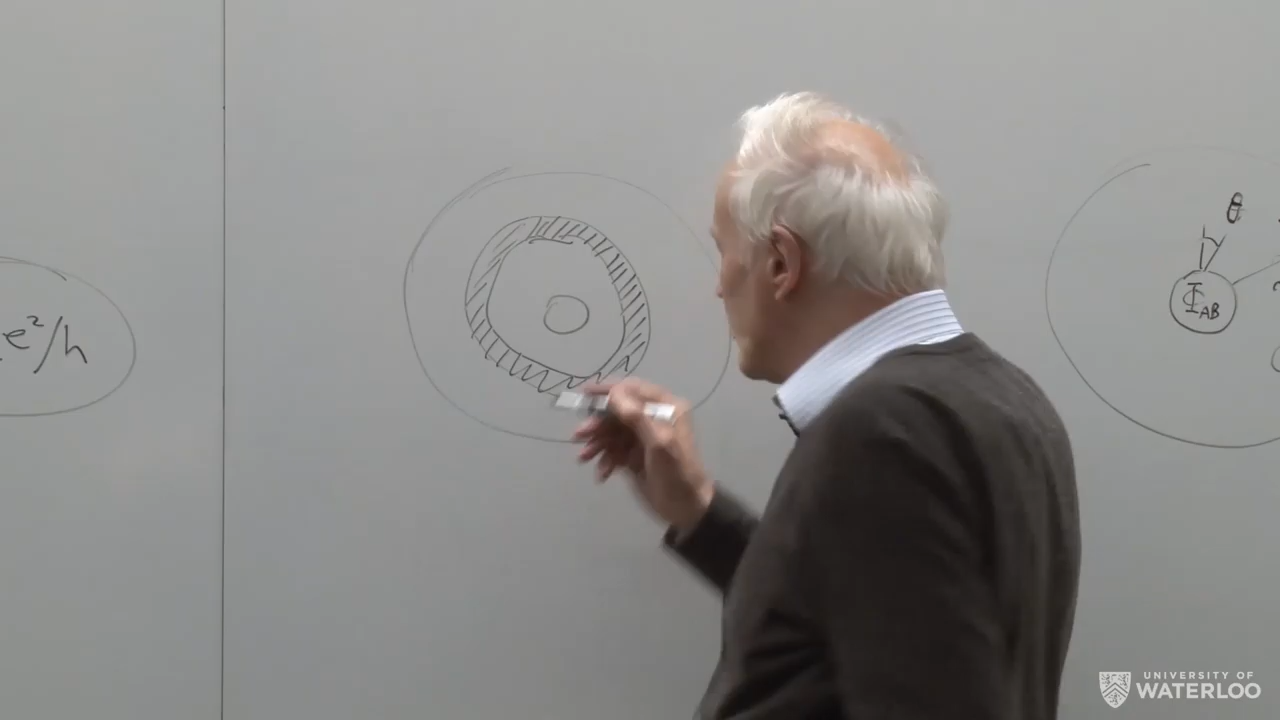 e²/h
θ
Φ_AB
UNIVERSITY OF
WATERLOO